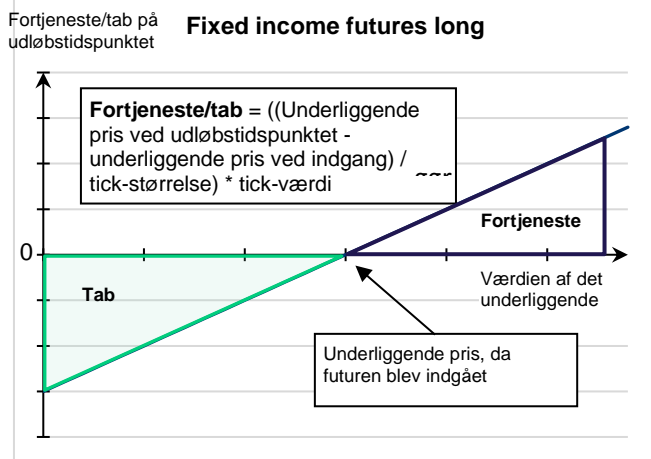 Fortjeneste/tab på
udløbstidspunktet
Fixed income futures long
Fortjeneste/tab = ((Underliggende
pris ved udløbstidspunktet -
underliggende pris ved indgang) /
tick-størrelse) * tick-værdi
Fortjeneste
0
Tab
Værdien af det
underliggende
Underliggende pris, da
futuren blev indgået